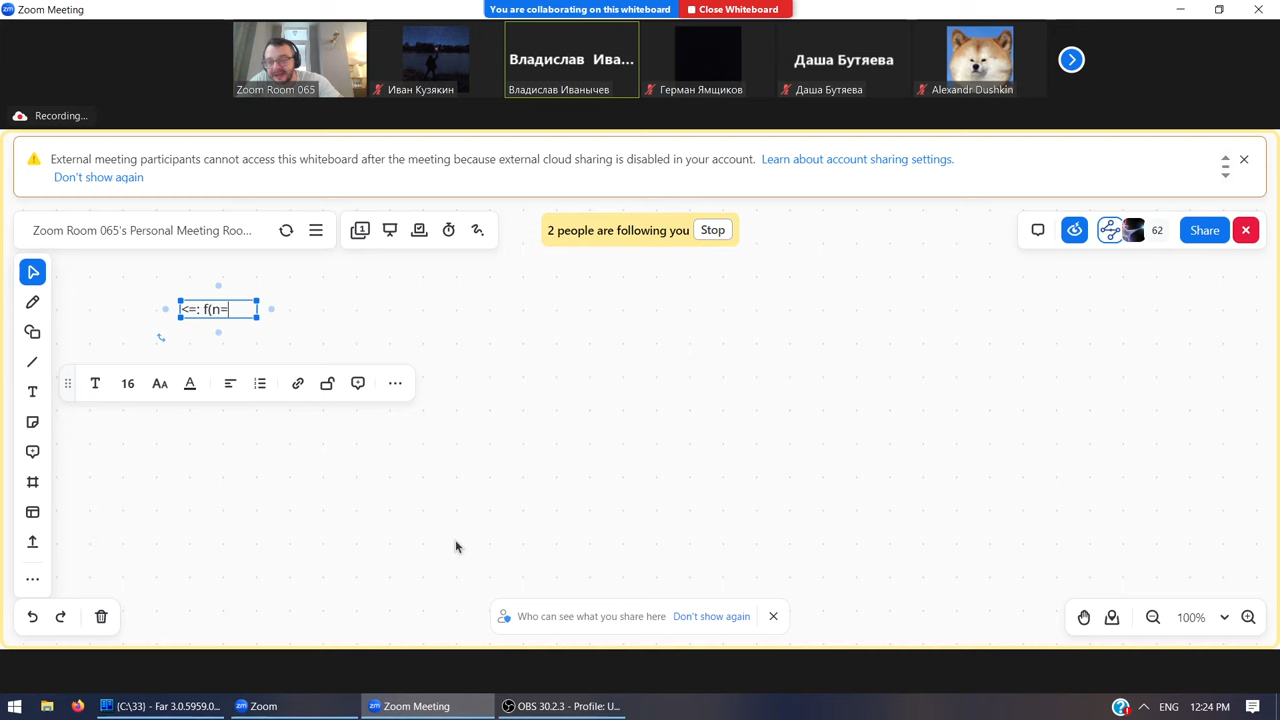 Zoom Meeting
You are collaborating on this whiteboard
Close Whiteboard
Zoom Room 065
Иван Кузякин
Владислав Ива...
Владислав Иванычев
Герман Ямщиков
Даша Бутяева
Даша Бутяева
Alexandr Dushkin
Recording...
External meeting participants cannot access this whiteboard after the meeting because external cloud sharing is disabled in your account. Learn about account sharing settings.
Don't show again
Zoom Room 065's Personal Meeting Roo...
1
2 people are following you
Stop
62
Share
<=: f(n=
T
16
AA
A
T
Who can see what you share here
Don't show again
100%
(C:\33) - Far 3.0.5959.0...
Zoom
Zoom Meeting
OBS 30.2.3 - Profile: U...
ENG
12:24 PM